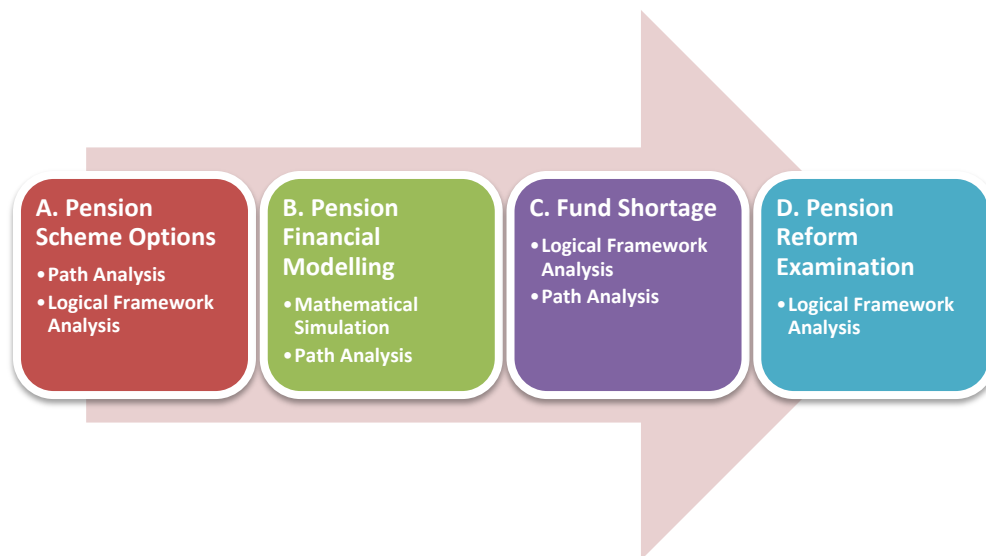 A. Pension
Scheme Options
•Path Analysis
•Logical Framework
Analysis
B. Pension
Financial
Modelling
•Mathematical
Simulation
•Path Analysis
C. Fund Shortage
•Logical Framework
Analysis
•Path Analysis
D. Pension
Reform
Examination
•Logical Framework
Analysis